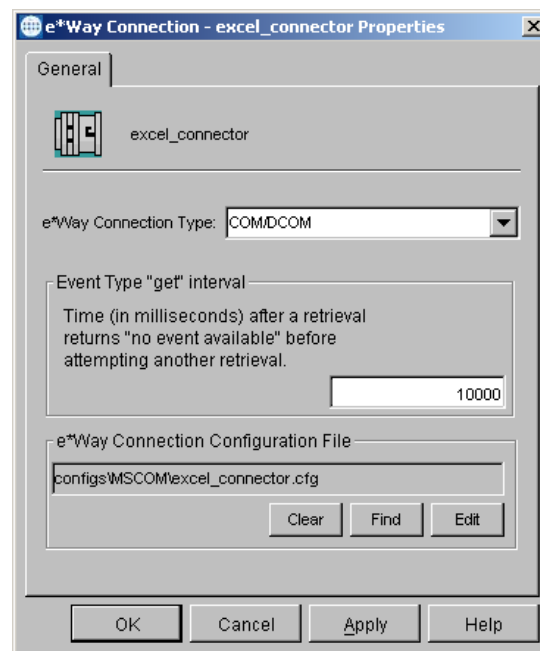 e*Way Connection - excel_connector Properties
General
excel_connector
e*Way Connection Type: COM/DCOM
Event Type "get" interval
Time (in milliseconds) after a retrieval
returns "no event available" before
attempting another retrieval.
10000
e*Way Connection Configuration File
configs\MSCOM\excel_connector.cfg
Clear Find Edit
OK Cancel Apply Help